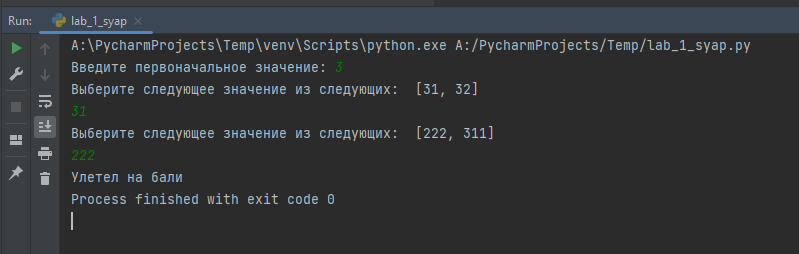 Run: lab_1_syap
A:\PycharmProjects\Temp\venv\Scripts\python.exe A:/PycharmProjects/Temp/lab_1_syap.py
Введите первоначальное значение: 3
Выберите следующее значение из следующих:  [31, 32]
31
Выберите следующее значение из следующих:  [222, 311]
222
Улетел на бали
Process finished with exit code 0